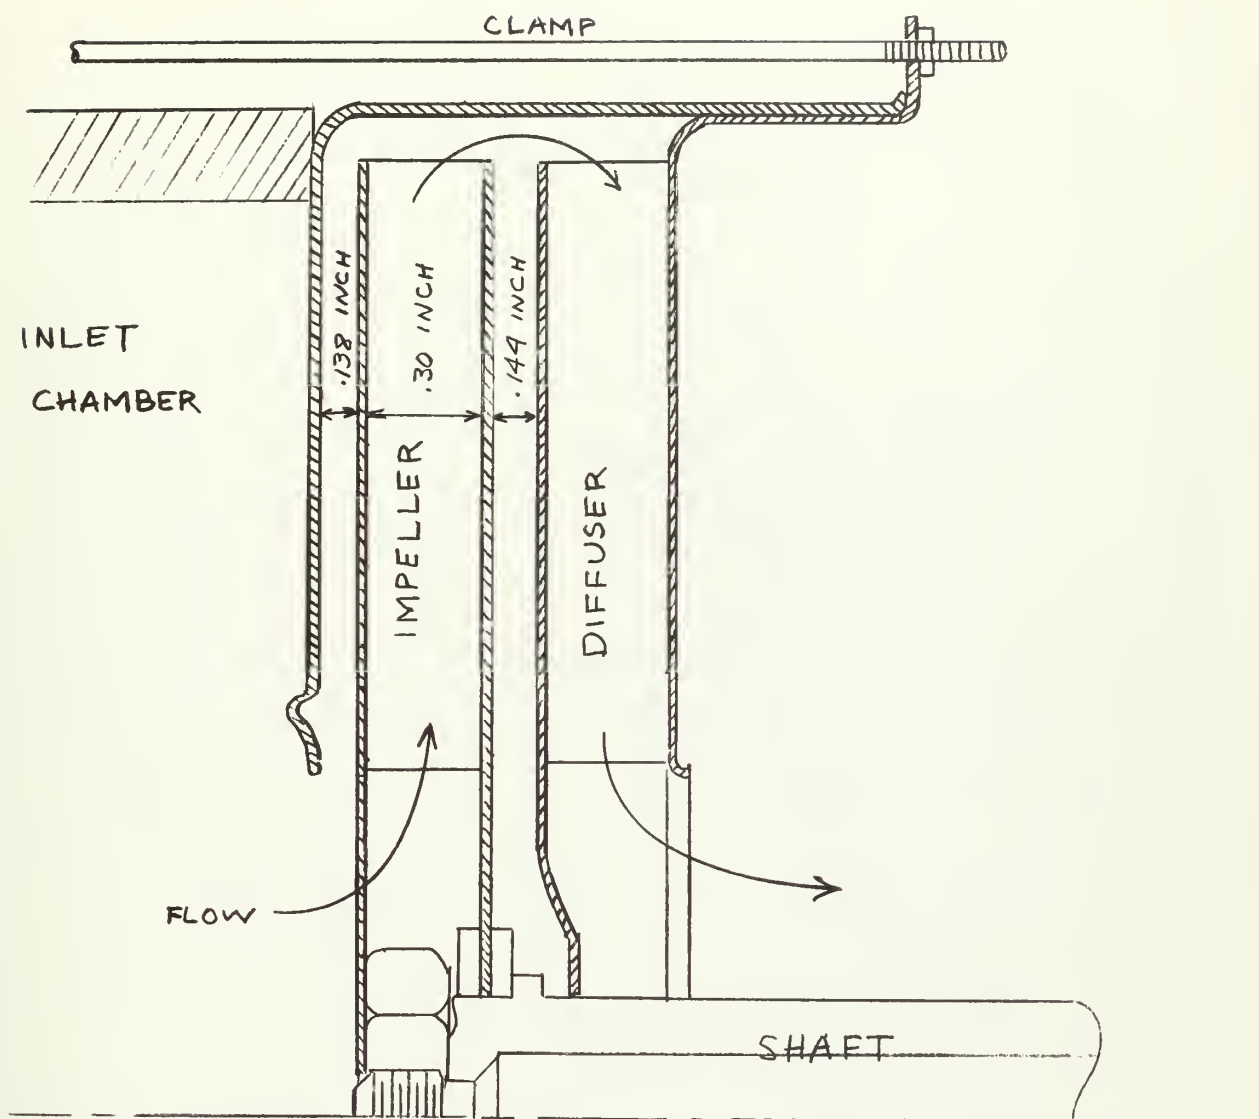 CLAMP
.138 INCH
.30 INCH
.144 INCH
INLET
CHAMBER
IMPELLER
DIFFUSER
FLOW
SHAFT